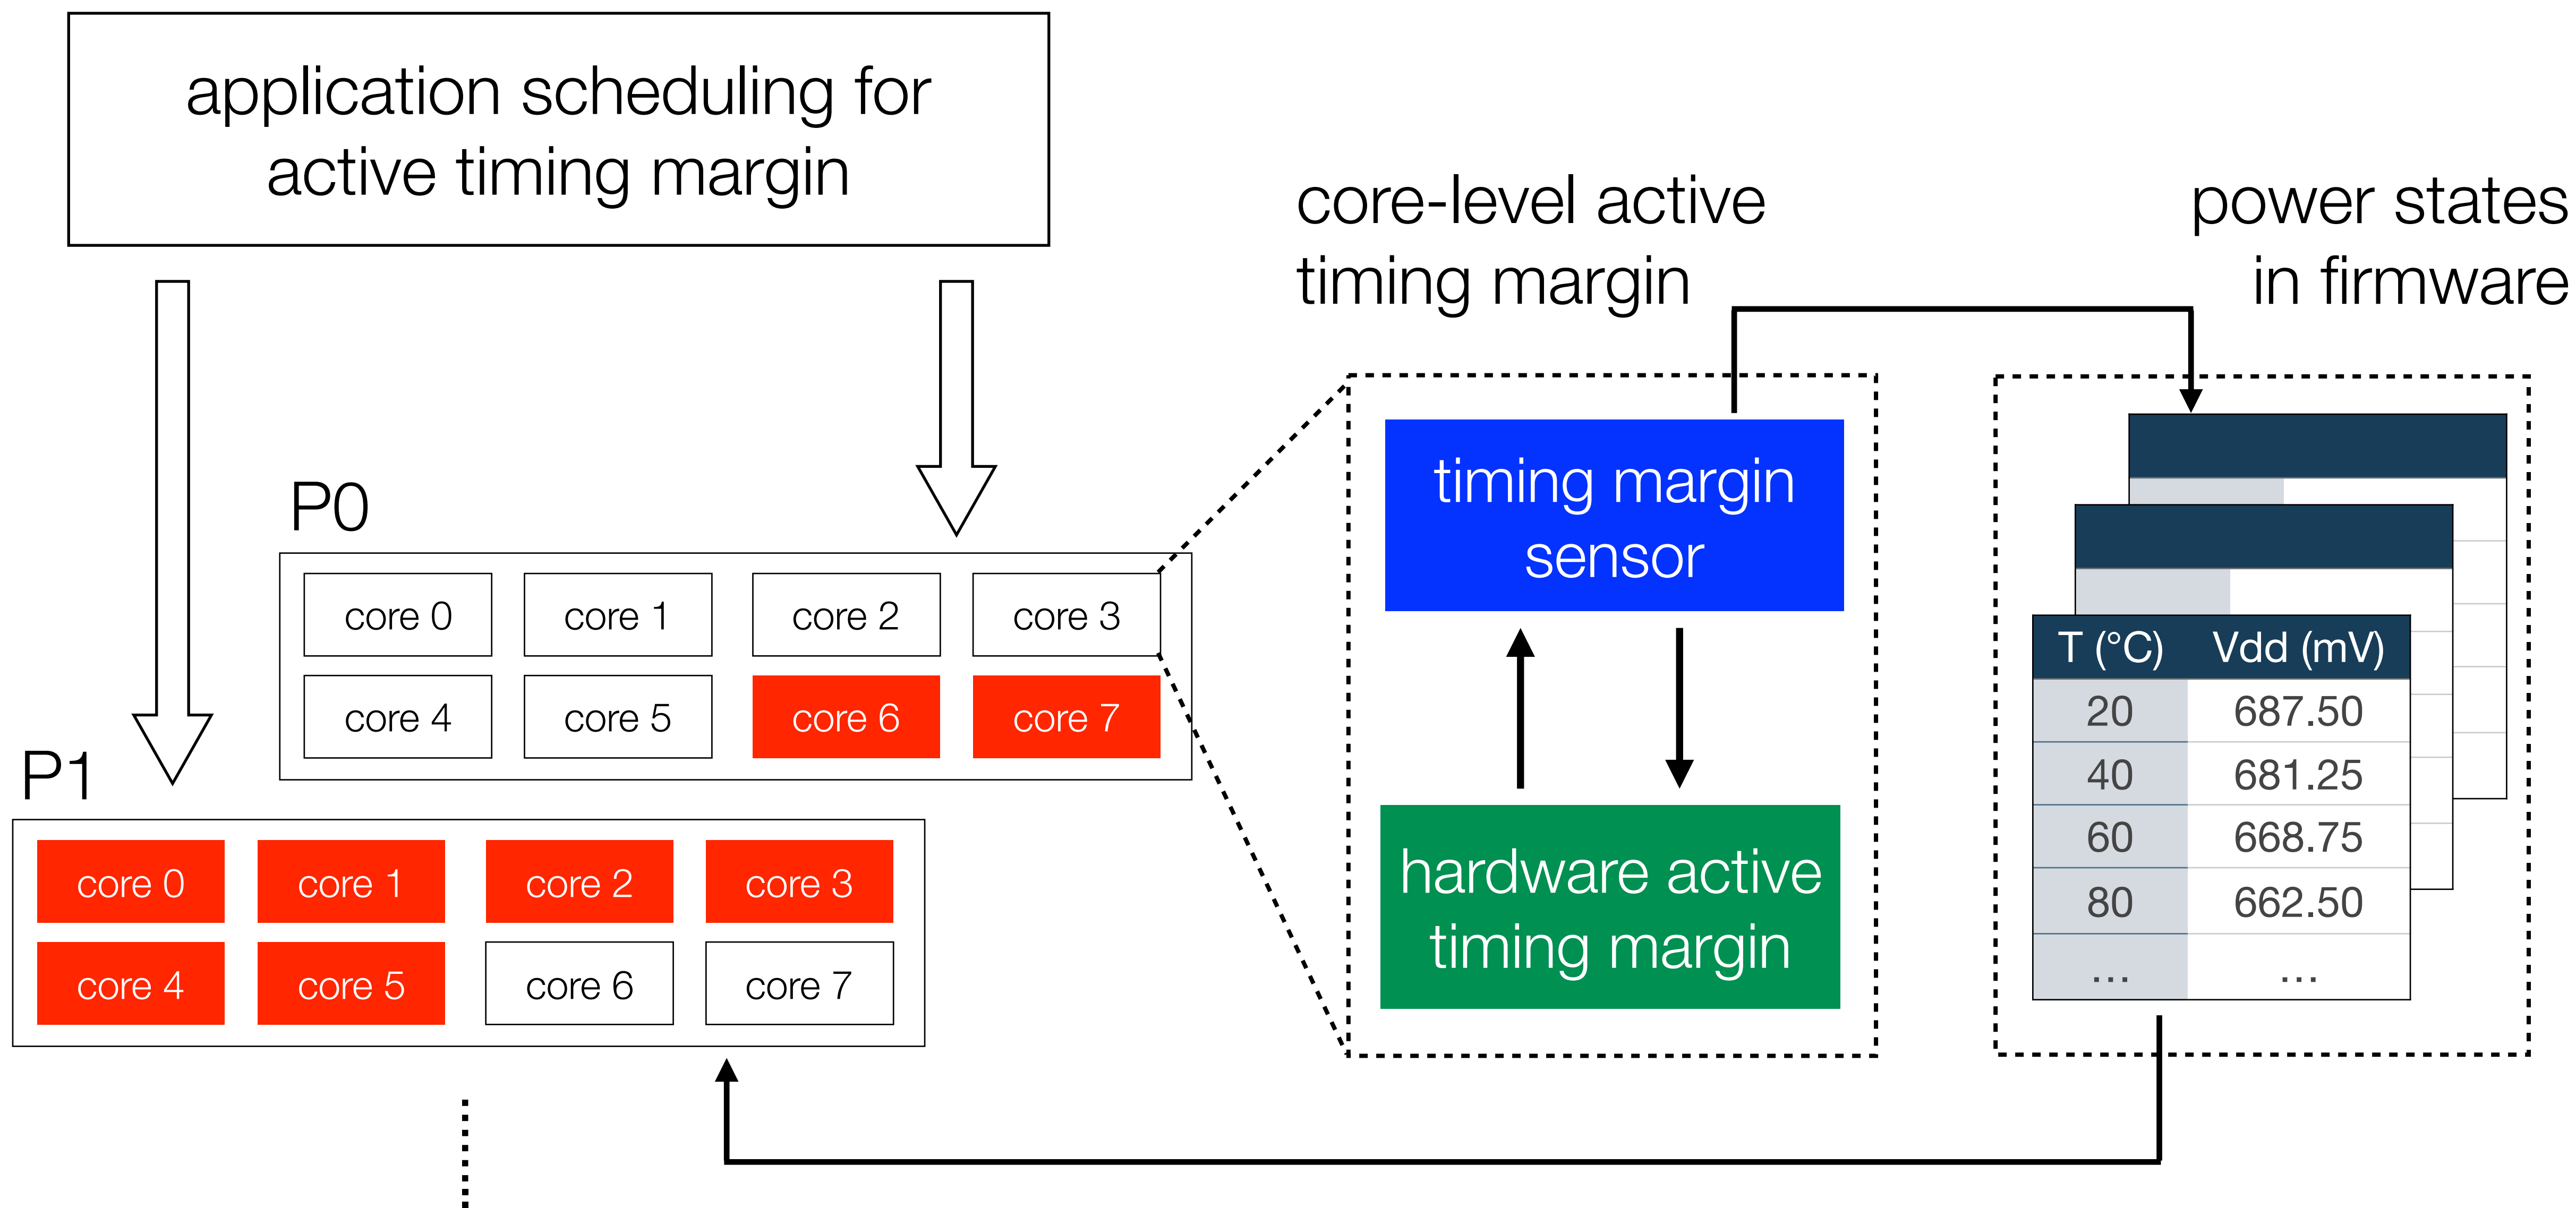 application scheduling for
active timing margin
core-level active
timing margin
power states
in firmware
P0
core 0 core 1 core 2 core 3
core 4 core 5 core 6 core 7
P1
core 0 core 1 core 2 core 3
core 4 core 5 core 6 core 7
timing margin
sensor
hardware active
timing margin
T (°C) Vdd (mV)
20 687.50
40 681.25
60 668.75
80 662.50
... ...